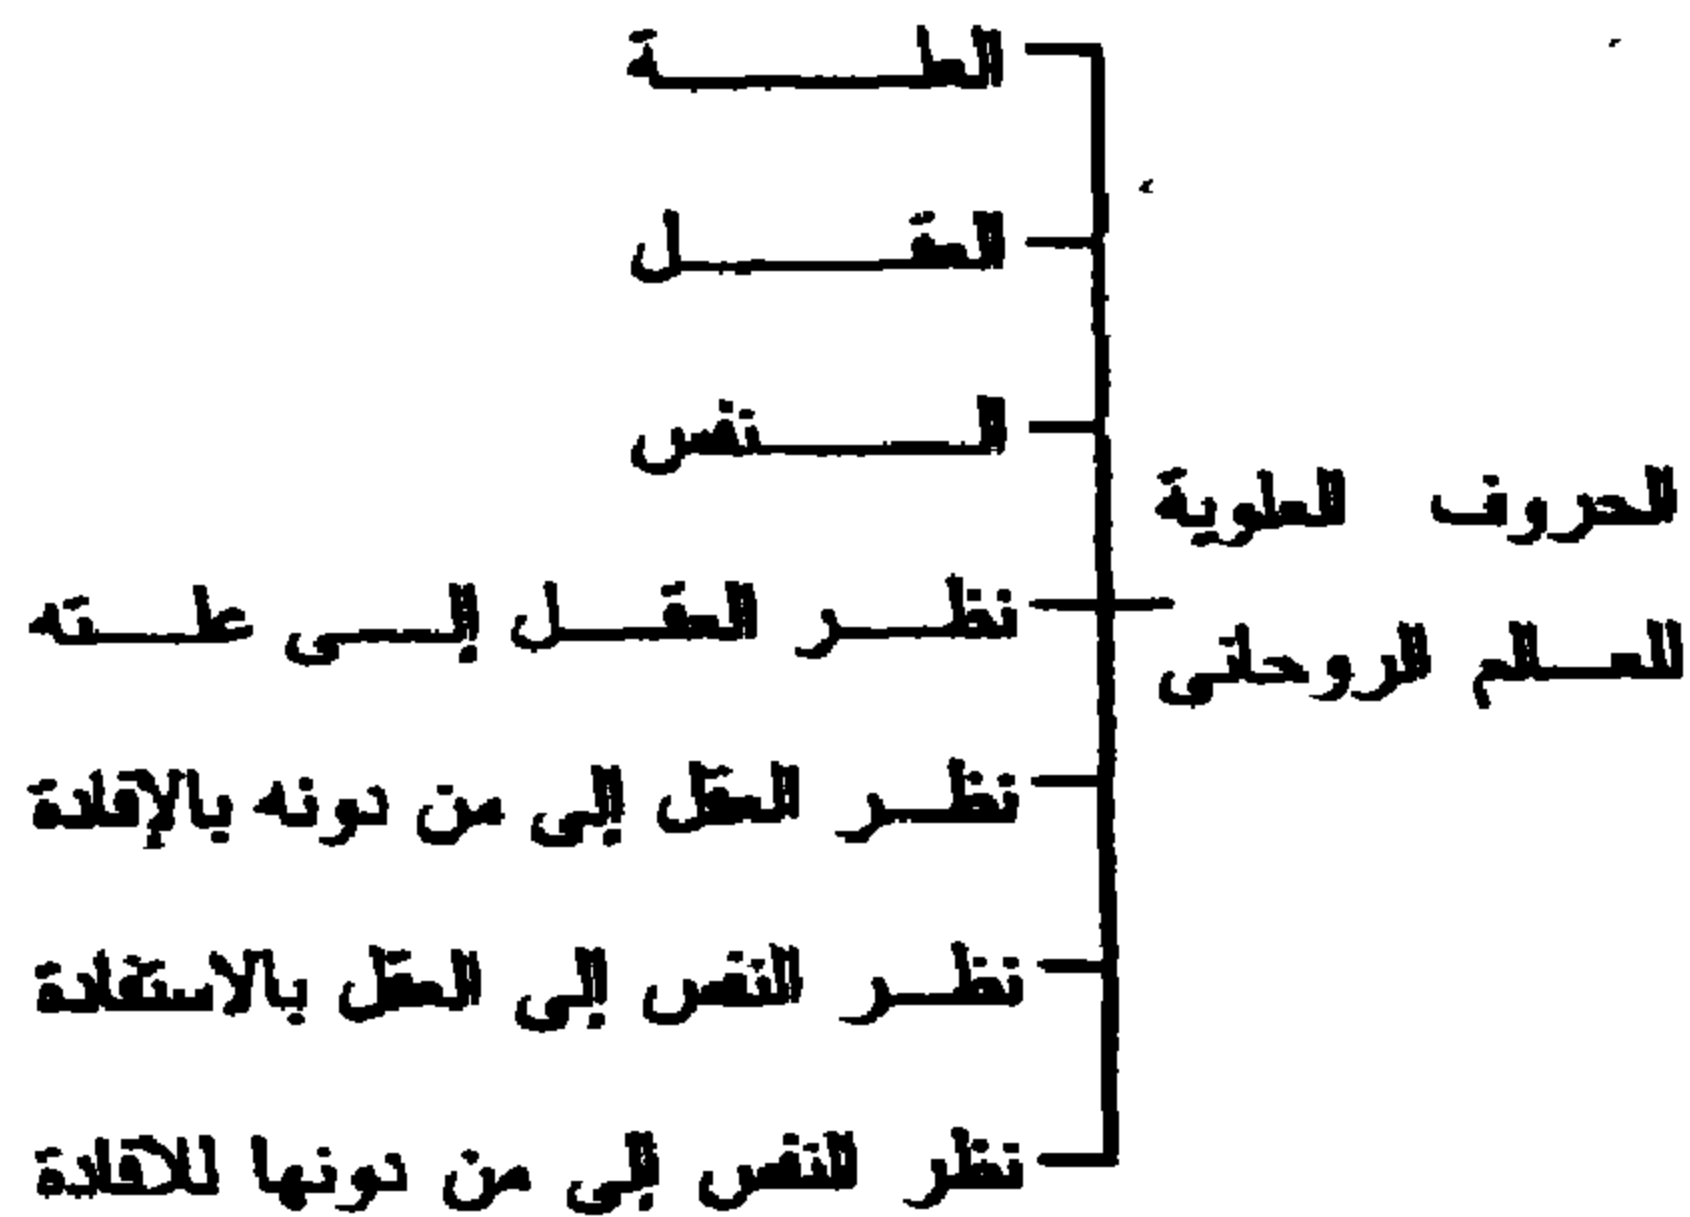 الحروف العلوية
للعالم الروحانى
العلة
العقل
النفس
نظر العقل إلى علته
نظر العقل إلى من دونه بالإفادة
نظر النفس إلى العقل بالاستفادة
نظر النفس إلى من دونها للافادة